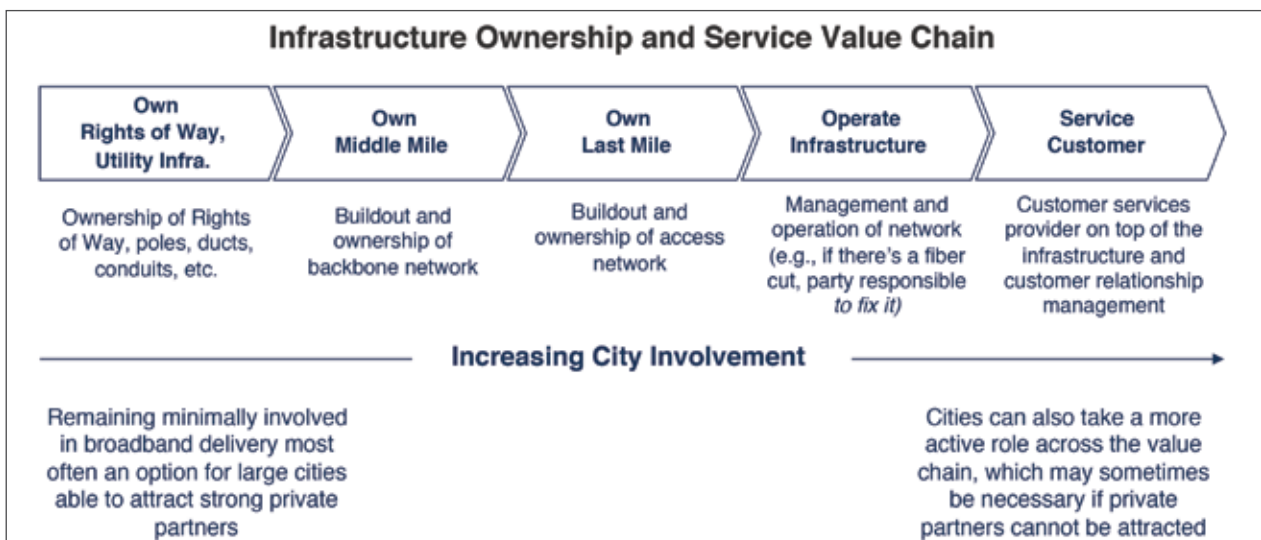 Infrastructure Ownership and Service Value Chain
Own
Rights of Way,
Utility Infra.
Own
Middle Mile
Own
Last Mile
Operate
Infrastructure
Service
Customer
Ownership of Rights
of Way, poles, ducts,
conduits, etc.
Buildout and
ownership of
backbone network
Buildout and
ownership of access
network
Management and
operation of network
(e.g., if there's a fiber
cut, party responsible
to fix it)
Customer services
provider on top of the
infrastructure and
customer relationship
management
Increasing City Involvement
Remaining minimally involved
in broadband delivery most
often an option for large cities
able to attract strong private
partners
Cities can also take a more
active role across the value
chain, which may sometimes
be necessary if private
partners cannot be attracted